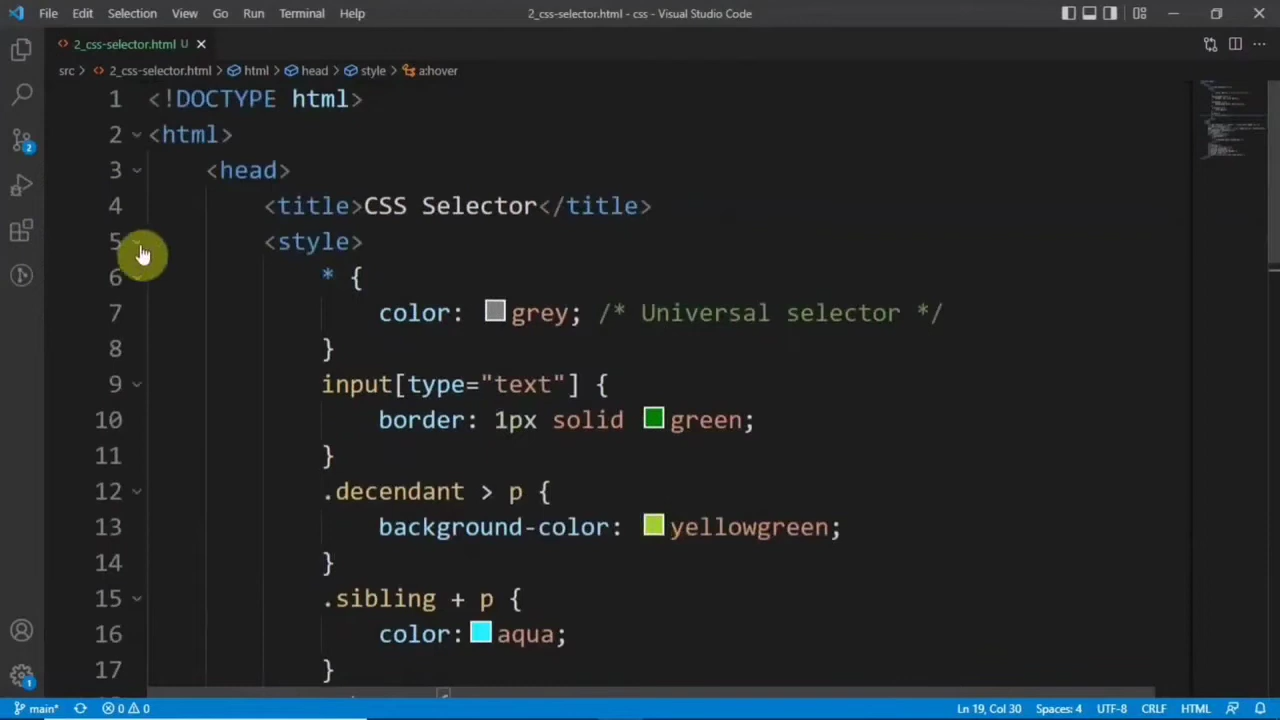 File Edit Selection View Go Run Terminal Help 2_css-selector.html - css - Visual Studio Code
2_css-selector.html U
src > 2_css-selector.html > html > head > style > a:hover
1 <!DOCTYPE html>
2 <html>
3 <head>
4 <title>CSS Selector</title>
5 <style>
6 * {
7 color: grey; /* Universal selector */
8 }
9 input[type="text"] {
10 border: 1px solid green;
11 }
12 .decendant > p {
13 background-color: yellowgreen;
14 }
15 .sibling + p {
16 color: aqua;
17 }
2
1
main* 0 0 Ln 19, Col 30 Spaces: 4 UTF-8 CRLF HTML